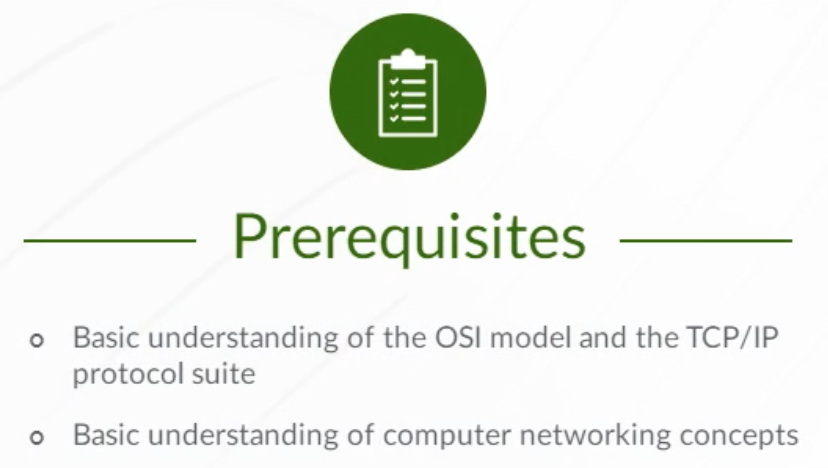 Prerequisites
Basic understanding of the OSI model and the TCP/IP
protocol suite
Basic understanding of computer networking concepts